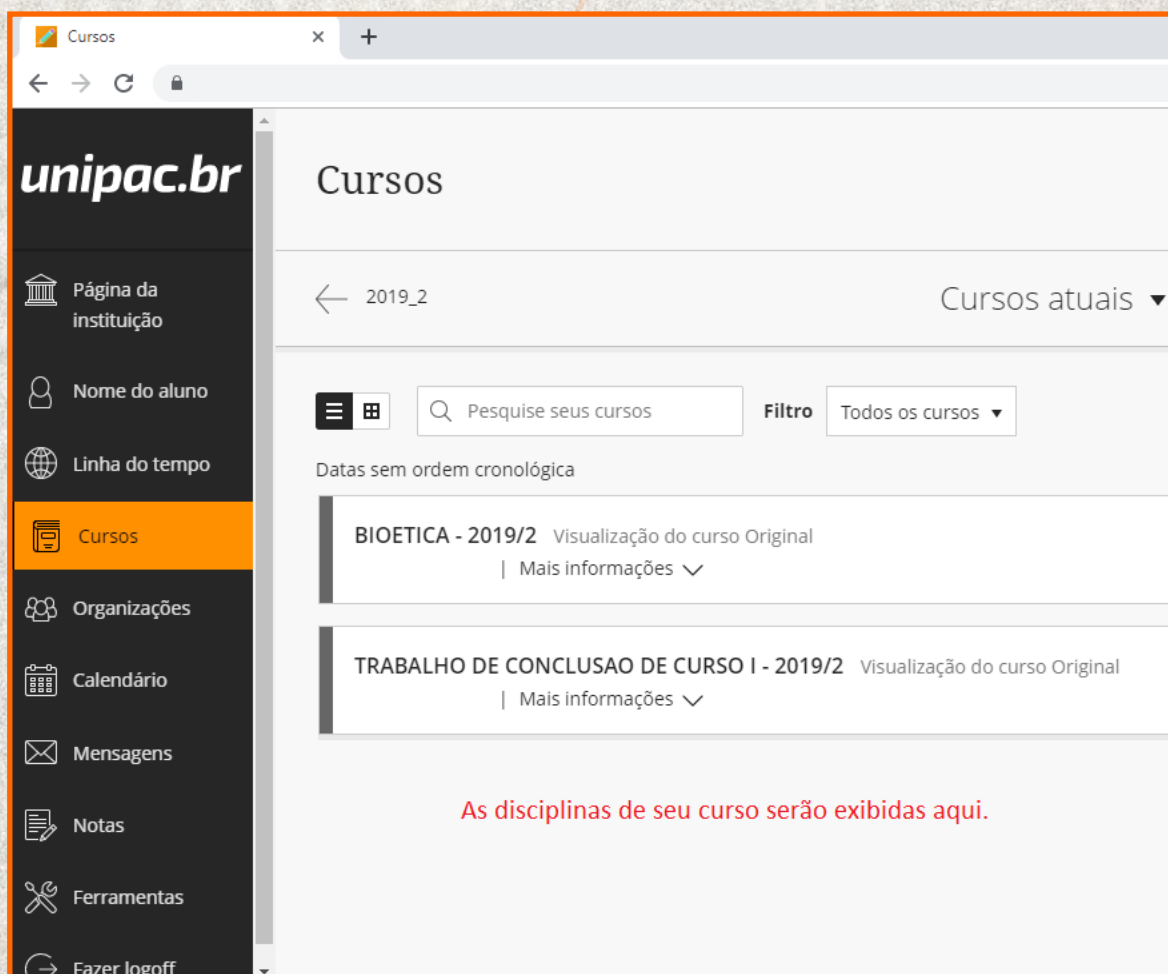 Cursos
unipac.br
Página da
instituição
Nome do aluno
Linha do tempo
Cursos
Organizações
Calendário
Mensagens
Notas
Ferramentas
Fazer logoff
Cursos
2019_2
Cursos atuais
Pesquise seus cursos
Filtro
Todos os cursos
Datas sem ordem cronológica
BIOETICA - 2019/2 Visualização do curso Original
| Mais informações
TRABALHO DE CONCLUSAO DE CURSO I - 2019/2 Visualização do curso Original
| Mais informações
As disciplinas de seu curso serão exibidas aqui.